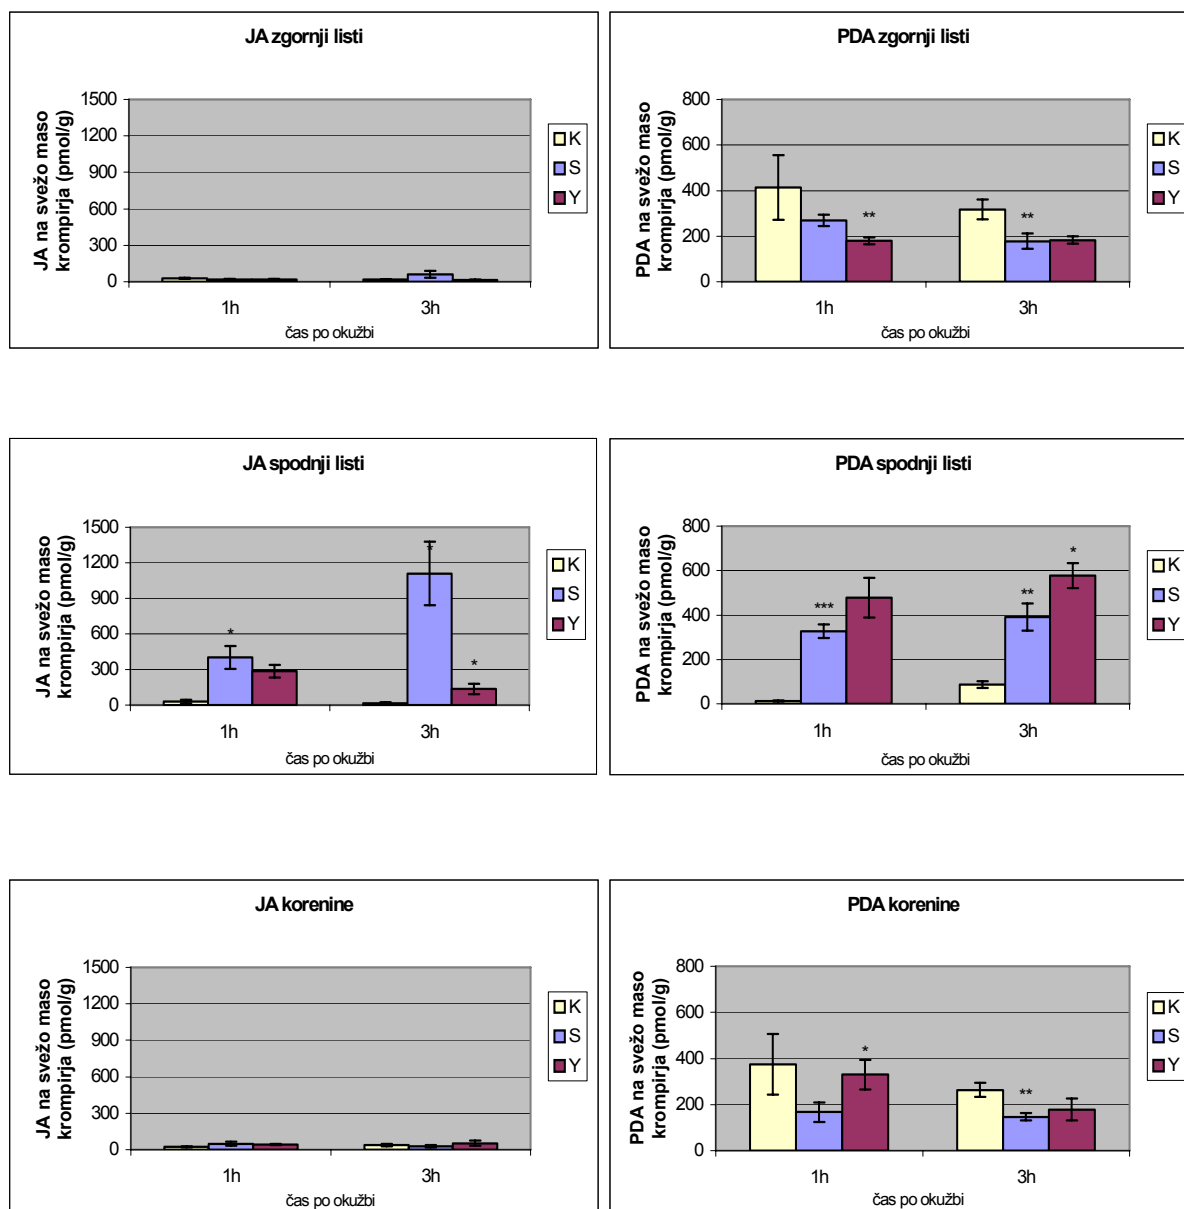 JA zgornji listi
JA na svežo maso
krompirja (pmol/g)
1500
1200
900
600
300
0
1h
3h
čas po okužbi
K
S
Y
PDA zgornji listi
PDA na svežo maso
krompirja (pmol/g)
800
600
400
200
0
**
**
1h
3h
čas po okužbi
K
S
Y
JA spodnji listi
JA na svežo maso
krompirja (pmol/g)
1500
1200
900
600
300
0
*
*
*
1h
3h
čas po okužbi
K
S
Y
PDA spodnji listi
PDA na svežo maso
krompirja (pmol/g)
800
600
400
200
0
***
**
*
1h
3h
čas po okužbi
K
S
Y
JA korenine
JA na svežo maso
krompirja (pmol/g)
1500
1200
900
600
300
0
1h
3h
čas po okužbi
K
S
Y
PDA korenine
PDA na svežo maso
krompirja (pmol/g)
800
600
400
200
0
*
**
1h
3h
čas po okužbi
K
S
Y